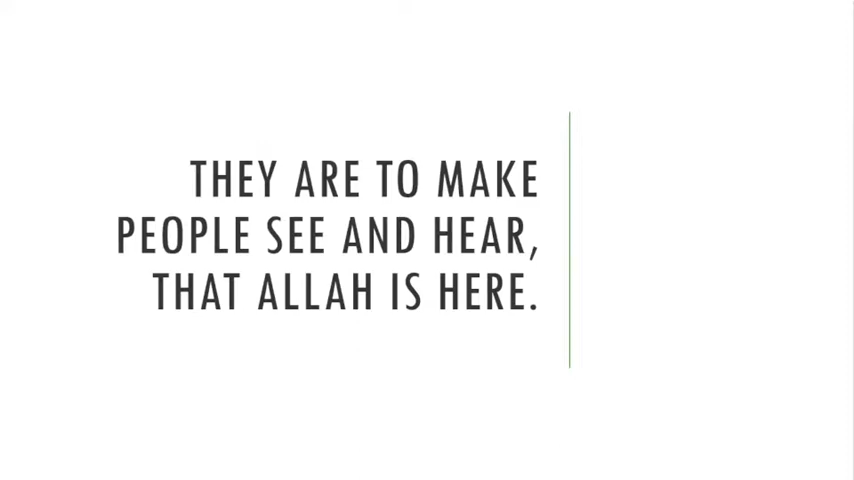 THEY ARE TO MAKE
PEOPLE SEE AND HEAR,
THAT ALLAH IS HERE.